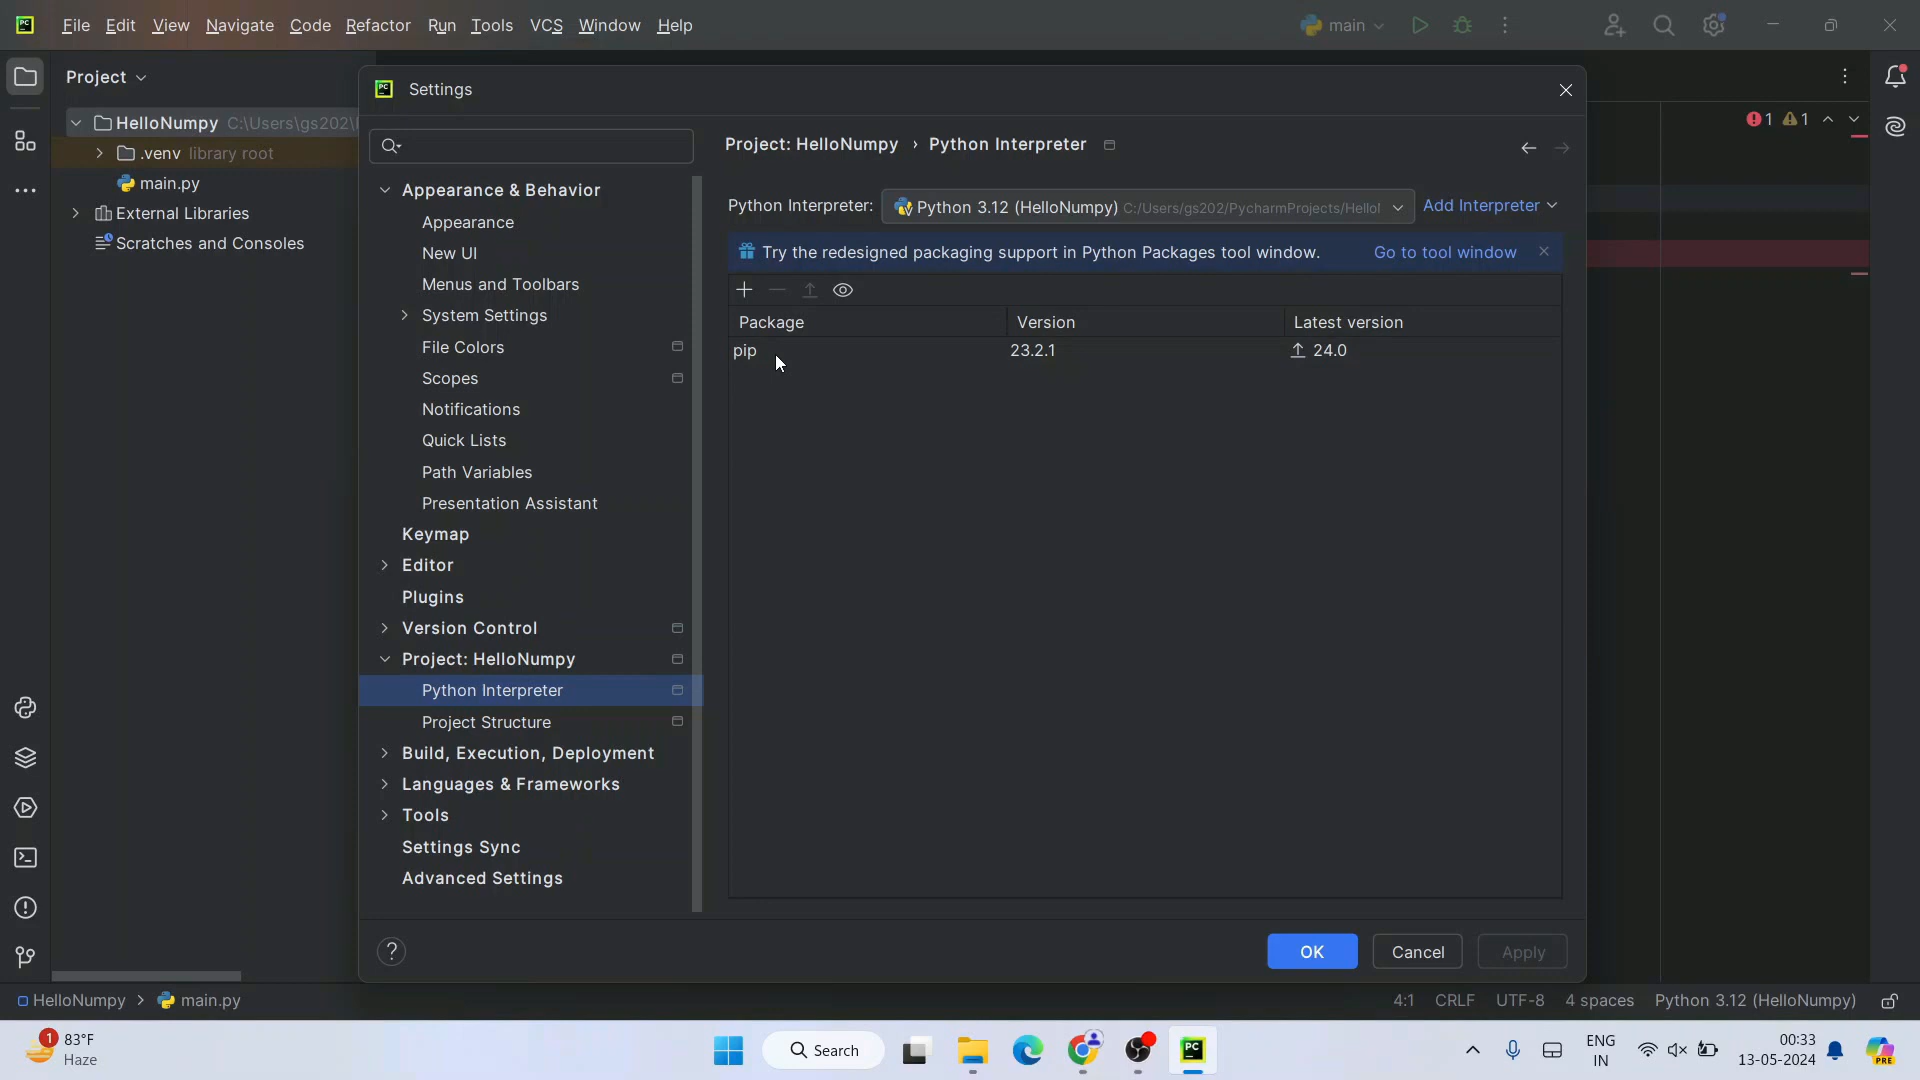 PC File Edit View Navigate Code Refactor Run Tools VCS Window Help main
Project
HelloNumpy C:\Users\gs202\
.venv library root
main.py
External Libraries
Scratches and Consoles
1 1
PC Settings
Appearance & Behavior
Appearance
New UI
Menus and Toolbars
System Settings
File Colors
Scopes
Notifications
Quick Lists
Path Variables
Presentation Assistant
Keymap
Editor
Plugins
Version Control
Project: HelloNumpy
Python Interpreter
Project Structure
Build, Execution, Deployment
Languages & Frameworks
Tools
Settings Sync
Advanced Settings
Project: HelloNumpy › Python Interpreter
Python Interpreter: Python 3.12 (HelloNumpy) C:/Users/gs202/PycharmProjects/Hello Add Interpreter
Try the redesigned packaging support in Python Packages tool window. Go to tool window
Package Version Latest version
pip 23.2.1 24.0
? OK Cancel Apply
HelloNumpy > main.py 4:1 CRLF UTF-8 4 spaces Python 3.12 (HelloNumpy)
1 83°F
Haze
Search
PC
PRE
ENG
IN
00:33
13-05-2024